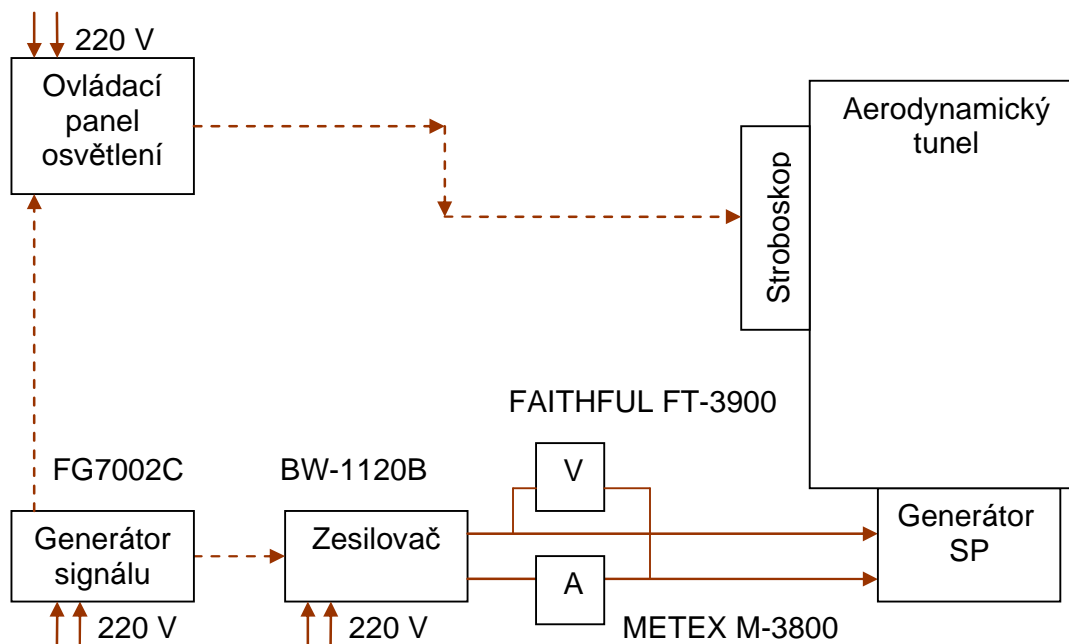 220 V
Ovládací
panel
osvětlení
Aerodynamický
tunel
Stroboskop
FAITHFUL FT-3900
FG7002C
BW-1120B
V
Generátor
signálu
Zesilovač
Generátor
SP
A
220 V
220 V
METEX M-3800